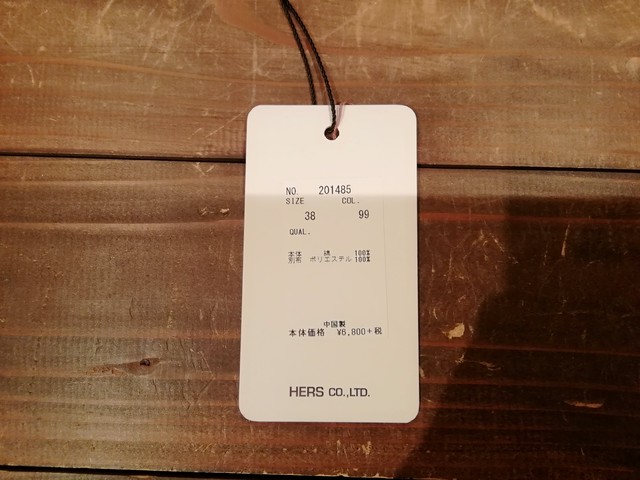 NO. 201485
SIZE COL.
38 99
QUAL.
本体 綿 100%
別布 ポリエステル 100%
中国製
本体価格 ¥6,800+税
HERS CO.,LTD.